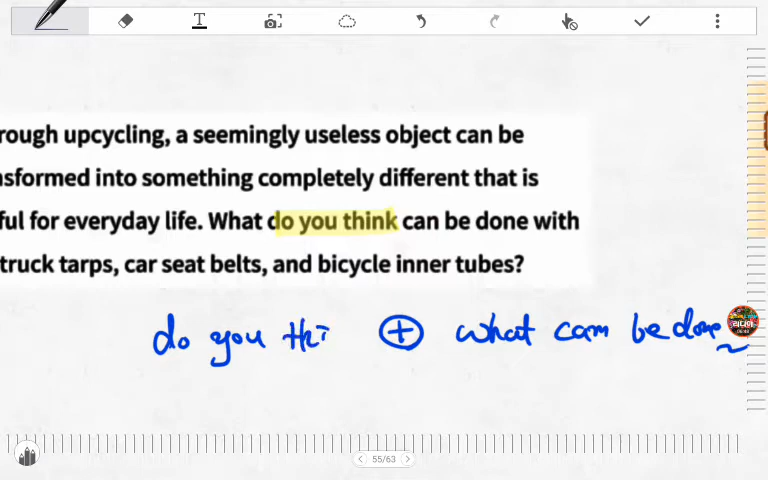 T
rough upcycling, a seemingly useless object can be
nsformed into something completely different that is
ful for everyday life. What do you think can be done with
truck tarps, car seat belts, and bicycle inner tubes?
do you + what can be done
55/63